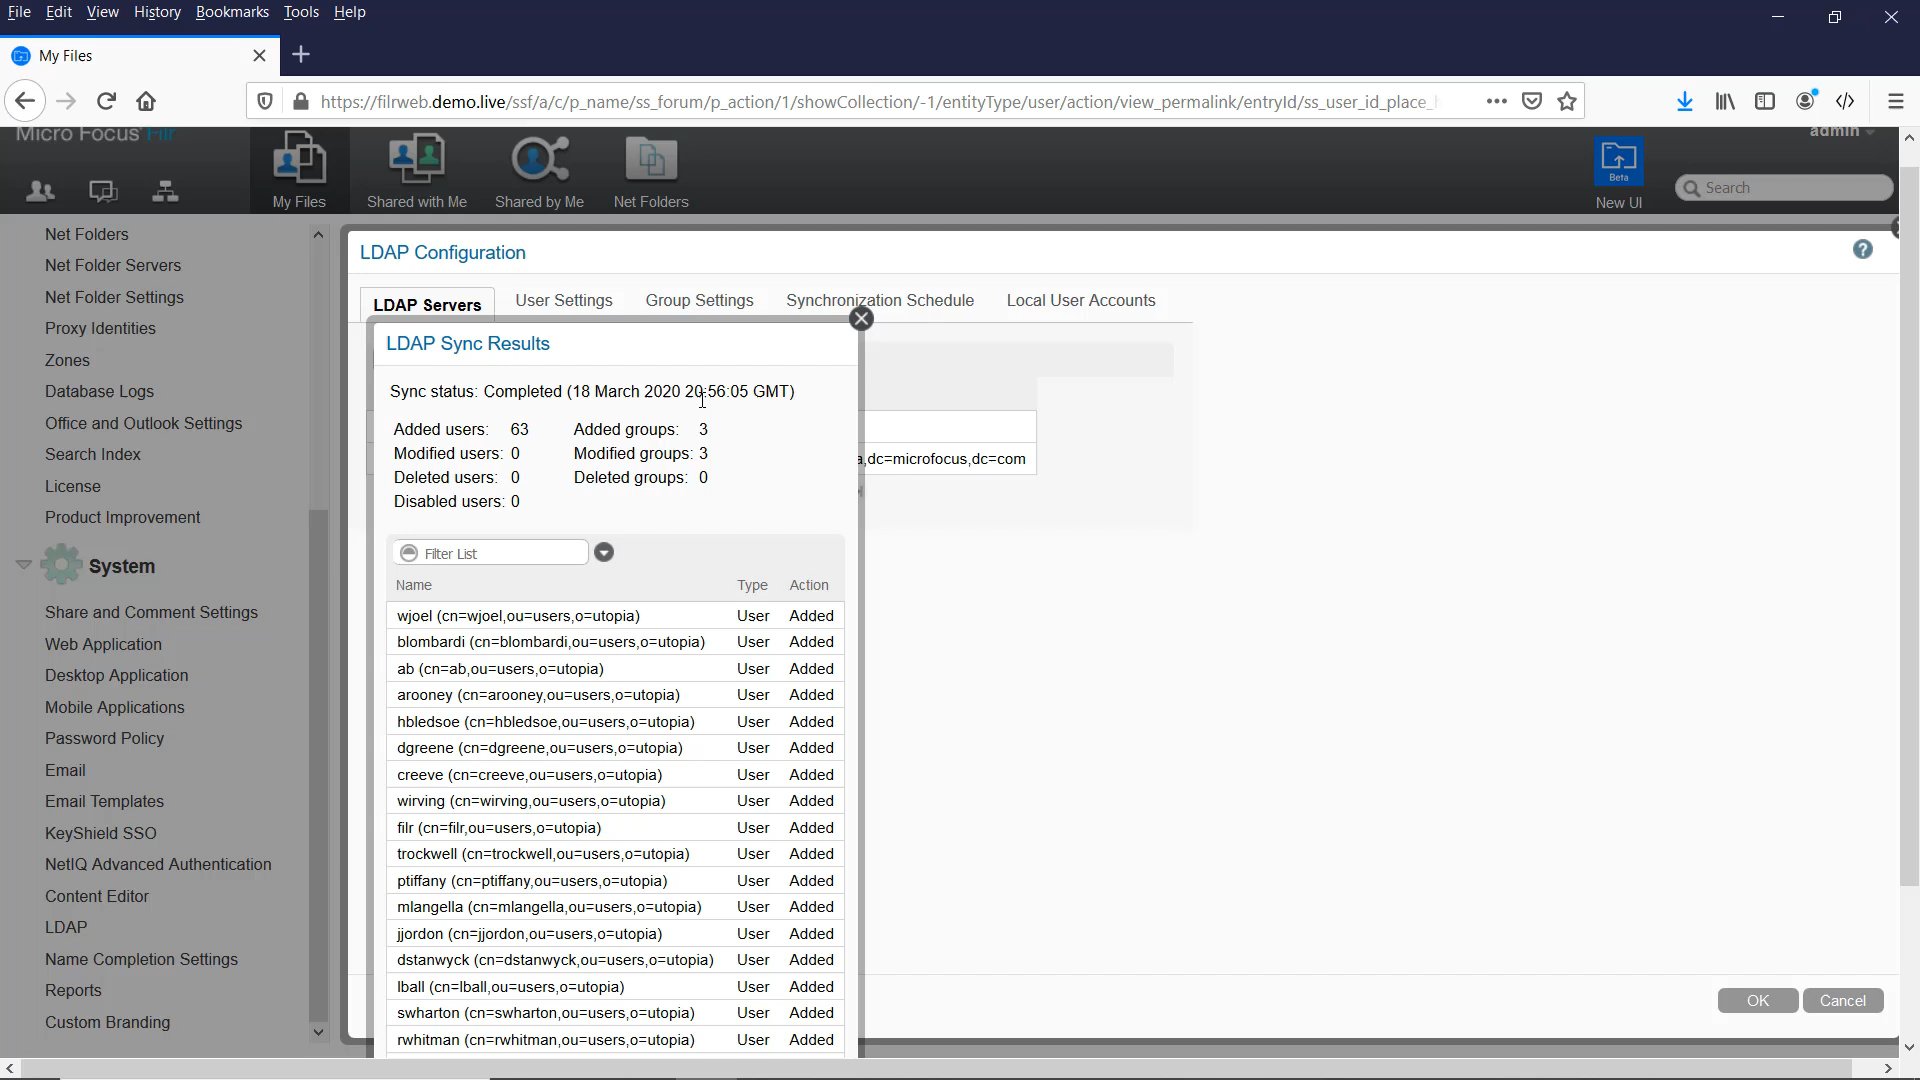 File Edit View History Bookmarks Tools Help
My Files
https://filrweb.demo.live/ssf/a/c/p_name/ss_forum/p_action/1/showCollection/-1/entityType/user/action/view_permalink/entryId/ss_user_id_place_
Micro Focus Filr
admin
Beta
My Files Shared with Me Shared by Me Net Folders New UI Search
Net Folders
Net Folder Servers
Net Folder Settings
Proxy Identities
Zones
Database Logs
Office and Outlook Settings
Search Index
License
Product Improvement
System
Share and Comment Settings
Web Application
Desktop Application
Mobile Applications
Password Policy
Email
Email Templates
KeyShield SSO
NetIQ Advanced Authentication
Content Editor
LDAP
Name Completion Settings
Reports
Custom Branding
LDAP Configuration
LDAP Servers User Settings Group Settings Synchronization Schedule Local User Accounts
,dc=microfocus,dc=com
LDAP Sync Results
Sync status: Completed (18 March 2020 20:56:05 GMT)
Added users: 63 Added groups: 3
Modified users: 0 Modified groups: 3
Deleted users: 0 Deleted groups: 0
Disabled users: 0
Filter List
Name Type Action
wjoel (cn=wjoel,ou=users,o=utopia) User Added
blombardi (cn=blombardi,ou=users,o=utopia) User Added
ab (cn=ab,ou=users,o=utopia) User Added
arooney (cn=arooney,ou=users,o=utopia) User Added
hbledsoe (cn=hbledsoe,ou=users,o=utopia) User Added
dgreene (cn=dgreene,ou=users,o=utopia) User Added
creeve (cn=creeve,ou=users,o=utopia) User Added
wirving (cn=wirving,ou=users,o=utopia) User Added
filr (cn=filr,ou=users,o=utopia) User Added
trockwell (cn=trockwell,ou=users,o=utopia) User Added
ptiffany (cn=ptiffany,ou=users,o=utopia) User Added
mlangella (cn=mlangella,ou=users,o=utopia) User Added
jjordon (cn=jjordon,ou=users,o=utopia) User Added
dstanwyck (cn=dstanwyck,ou=users,o=utopia) User Added
lball (cn=lball,ou=users,o=utopia) User Added
swharton (cn=swharton,ou=users,o=utopia) User Added
rwhitman (cn=rwhitman,ou=users,o=utopia) User Added
OK Cancel